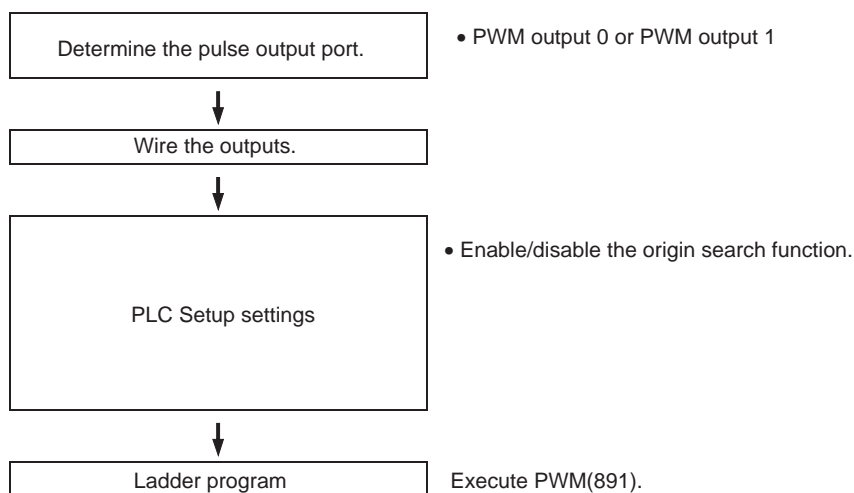 Determine the pulse output port.
• PWM output 0 or PWM output 1
Wire the outputs.
PLC Setup settings
• Enable/disable the origin search function.
Ladder program
Execute PWM(891).